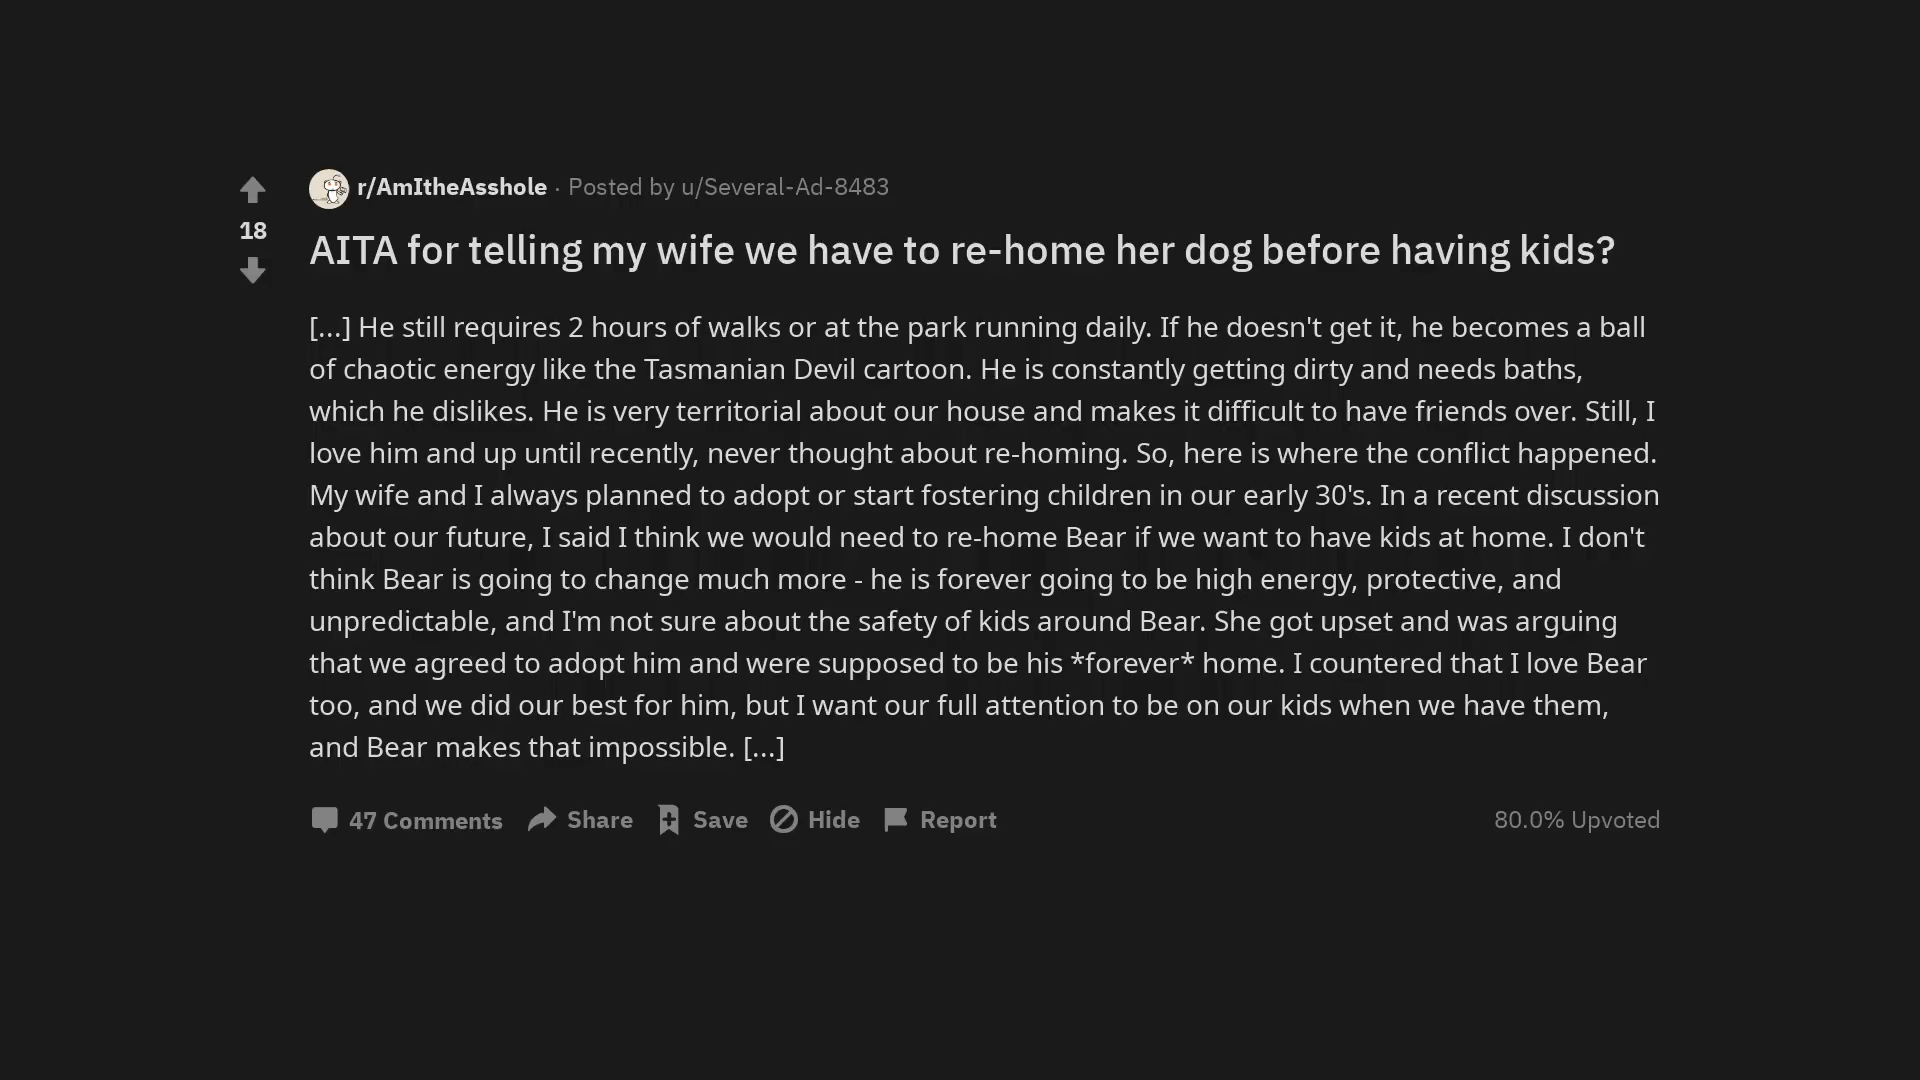 r/AmItheAsshole · Posted by u/Several-Ad-8483
18
AITA for telling my wife we have to re-home her dog before having kids?
[...] He still requires 2 hours of walks or at the park running daily. If he doesn't get it, he becomes a ball
of chaotic energy like the Tasmanian Devil cartoon. He is constantly getting dirty and needs baths,
which he dislikes. He is very territorial about our house and makes it difficult to have friends over. Still, I
love him and up until recently, never thought about re-homing. So, here is where the conflict happened.
My wife and I always planned to adopt or start fostering children in our early 30's. In a recent discussion
about our future, I said I think we would need to re-home Bear if we want to have kids at home. I don't
think Bear is going to change much more - he is forever going to be high energy, protective, and
unpredictable, and I'm not sure about the safety of kids around Bear. She got upset and was arguing
that we agreed to adopt him and were supposed to be his *forever* home. I countered that I love Bear
too, and we did our best for him, but I want our full attention to be on our kids when we have them,
and Bear makes that impossible. [...]
47 Comments Share Save Hide Report 80.0% Upvoted